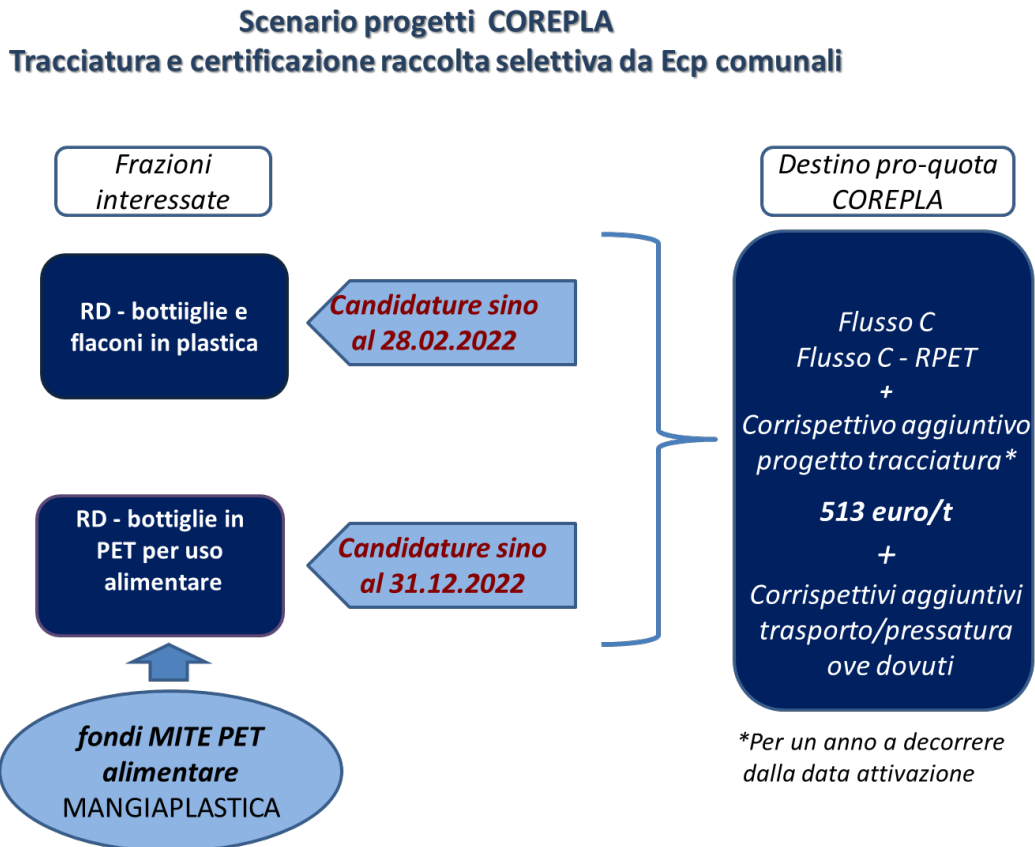 Scenario progetti COREPLA
Tracciatura e certificazione raccolta selettiva da Ecp comunali
Frazioni
interessate
Destino pro-quota
COREPLA
RD - bottiiglie e
flaconi in plastica
Candidature sino
al 28.02.2022
RD - bottiglie in
PET per uso
alimentare
Candidature sino
al 31.12.2022
fondi MITE PET
alimentare
MANGIAPLASTICA
Flusso C
Flusso C - RPET
+
Corrispettivo aggiuntivo
progetto tracciatura*
513 euro/t
+
Corrispettivi aggiuntivi
trasporto/pressatura
ove dovuti
*Per un anno a decorrere
dalla data attivazione